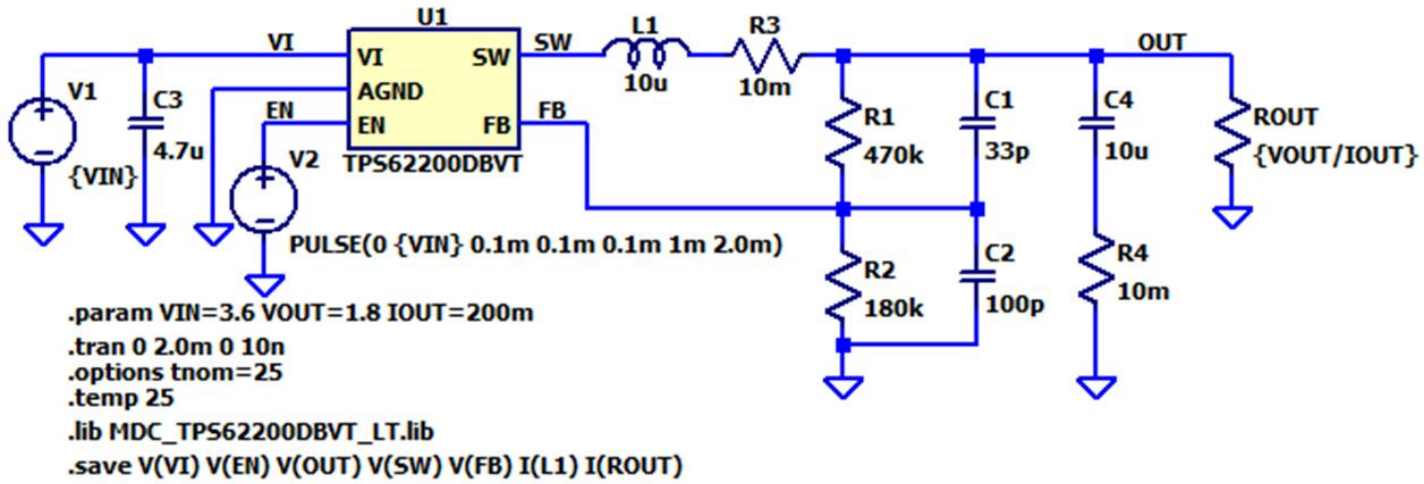 U1
L1
R3
VI
VI
SW
SW
OUT
V1
C3
AGND
10u
10m
R1
C1
C4
ROUT
EN
EN
FB
FB
4.7u
V2
TPS62200DBVT
470k
33p
10u
{VOUT/IOUT}
{VIN}
PULSE(0 {VIN} 0.1m 0.1m 0.1m 1m 2.0m)
R2
C2
R4
180k
100p
10m
.param VIN=3.6 VOUT=1.8 IOUT=200m
.tran 0 2.0m 0 10n
.options tnom=25
.temp 25
.lib MDC_TPS62200DBVT_LT.lib
.save V(VI) V(EN) V(OUT) V(SW) V(FB) I(L1) I(ROUT)